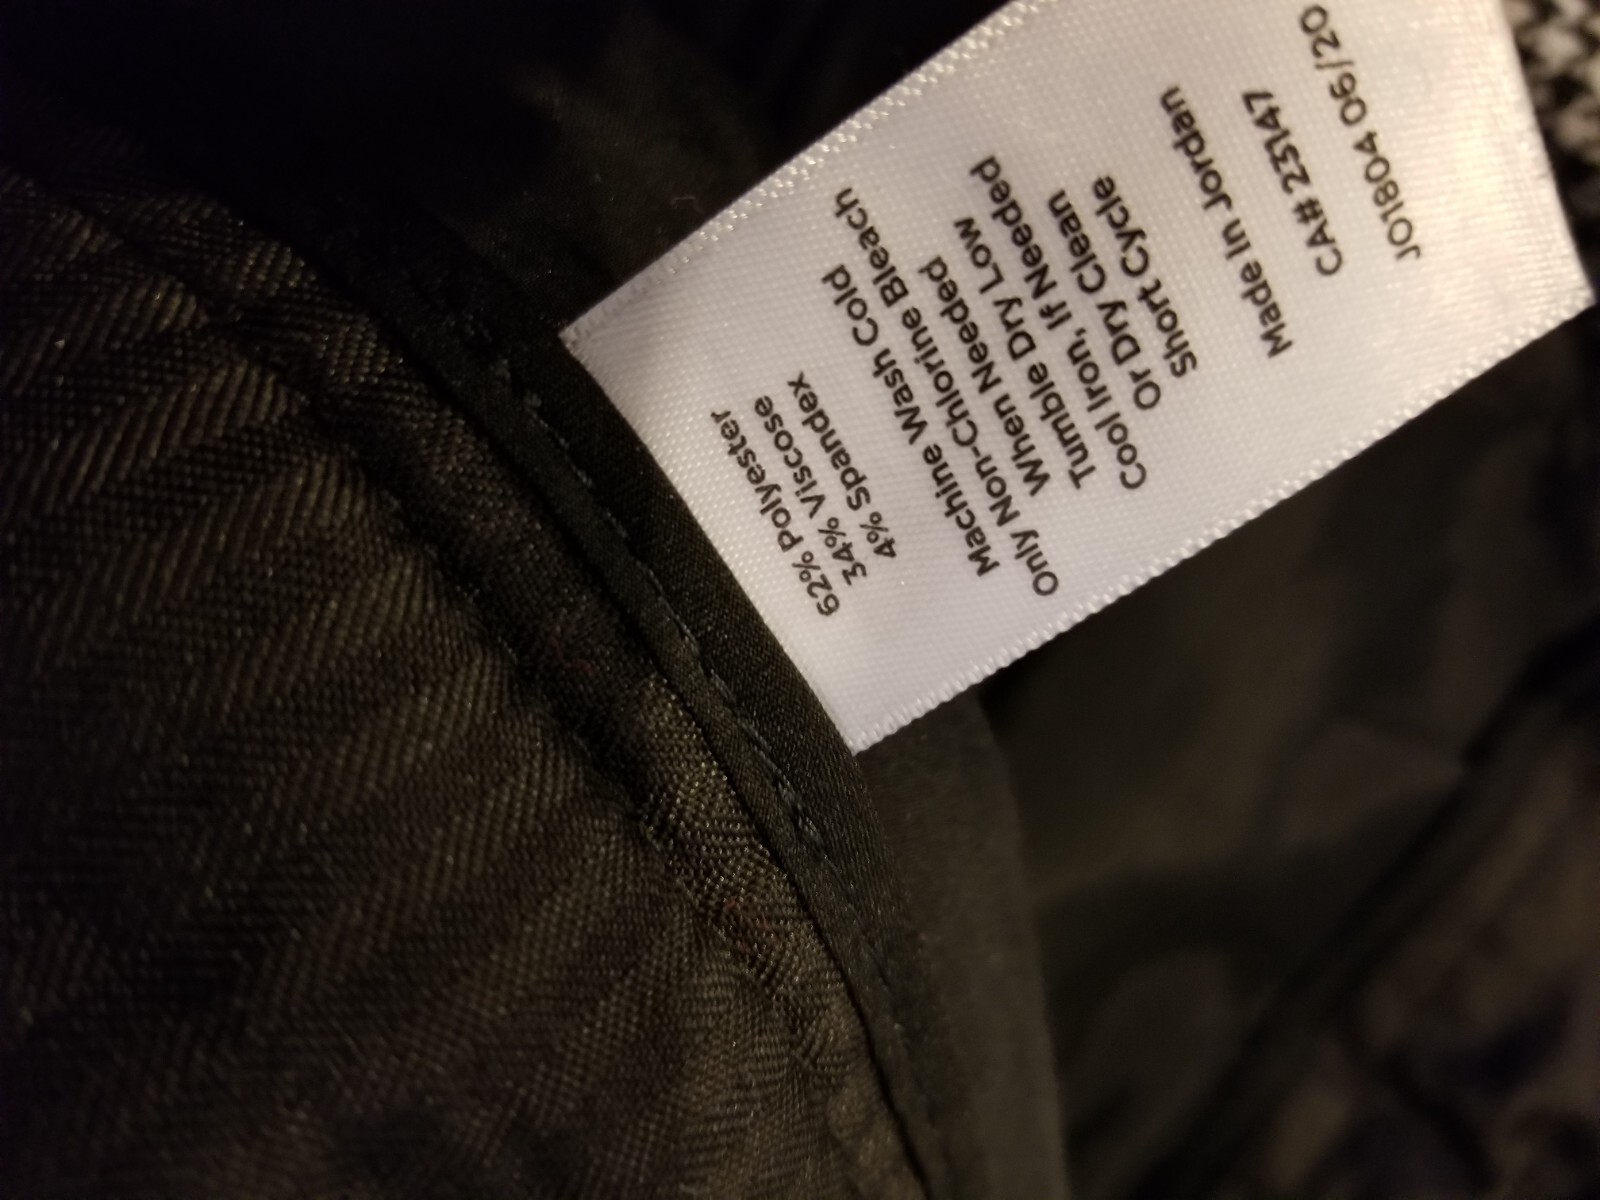 62% Polyester
34% Viscose
4% Spandex
Machine Wash Cold
Only Non-Chlorine Bleach
When Needed
Tumble Dry Low
Cool Iron, If Needed
Or Dry Clean
Short Cycle
Made In Jordan
CA# 23147
JO1804 06/20